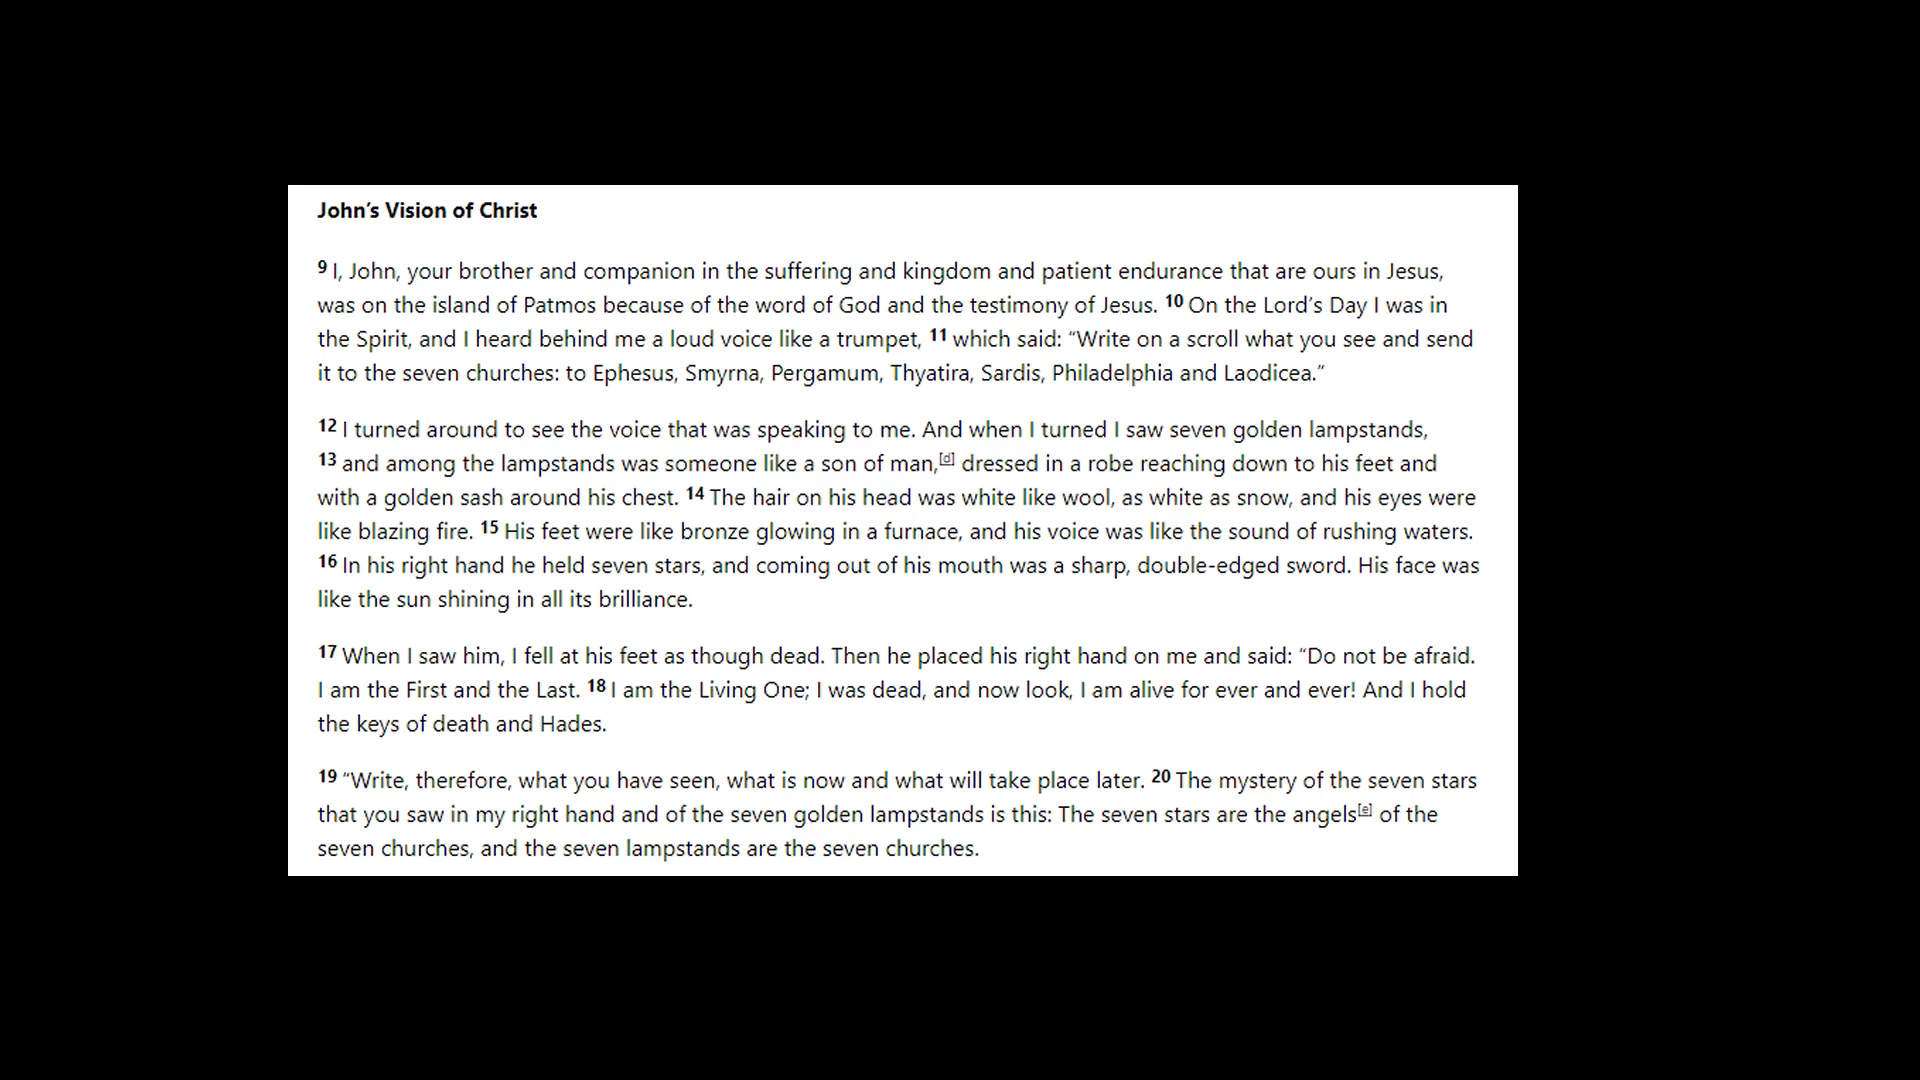 John’s Vision of Christ
9 I, John, your brother and companion in the suffering and kingdom and patient endurance that are ours in Jesus,
was on the island of Patmos because of the word of God and the testimony of Jesus. 10 On the Lord’s Day I was in
the Spirit, and I heard behind me a loud voice like a trumpet, 11 which said: “Write on a scroll what you see and send
it to the seven churches: to Ephesus, Smyrna, Pergamum, Thyatira, Sardis, Philadelphia and Laodicea.”
12 I turned around to see the voice that was speaking to me. And when I turned I saw seven golden lampstands,
13 and among the lampstands was someone like a son of man,[d] dressed in a robe reaching down to his feet and
with a golden sash around his chest. 14 The hair on his head was white like wool, as white as snow, and his eyes were
like blazing fire. 15 His feet were like bronze glowing in a furnace, and his voice was like the sound of rushing waters.
16 In his right hand he held seven stars, and coming out of his mouth was a sharp, double-edged sword. His face was
like the sun shining in all its brilliance.
17 When I saw him, I fell at his feet as though dead. Then he placed his right hand on me and said: “Do not be afraid.
I am the First and the Last. 18 I am the Living One; I was dead, and now look, I am alive for ever and ever! And I hold
the keys of death and Hades.
19 “Write, therefore, what you have seen, what is now and what will take place later. 20 The mystery of the seven stars
that you saw in my right hand and of the seven golden lampstands is this: The seven stars are the angels[e] of the
seven churches, and the seven lampstands are the seven churches.